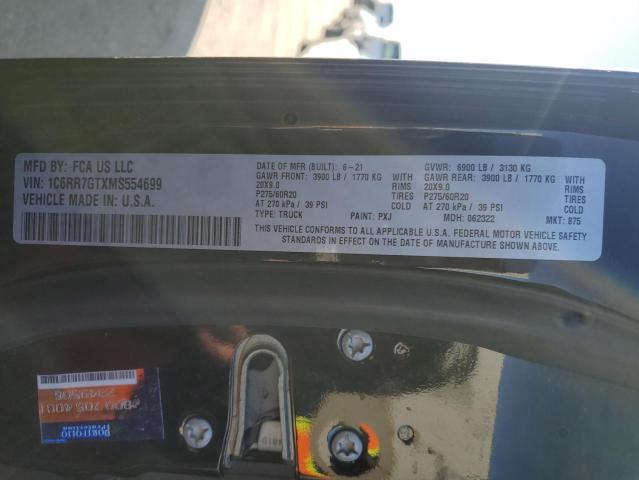 MFD BY: FCA US LLC
VIN: 1C6RR7GTXMS554699
VEHICLE MADE IN U.S.A.
DATE OF MFR (BUILT): 6-21
GAWR FRONT: 3900 LB / 1770 KG
20X9.0 RIMS
P275/60R20 TIRES
AT 270 kPa / 39 PSI COLD
TYPE: TRUCK PAINT: PXJ
GVWR: 6900 LB / 3130 KG
GAWR REAR: 3900 LB / 1770 KG
20X9.0 RIMS
P275/60R20 TIRES
AT 270 kPa / 39 PSI COLD
MDH: 062322 MKT: 875
THIS VEHICLE CONFORMS TO ALL APPLICABLE U.S.A. FEDERAL MOTOR VEHICLE SAFETY
STANDARDS IN EFFECT ON THE DATE OF MANUFACTURE SHOWN ABOVE.
PORTFOLIO
Protection